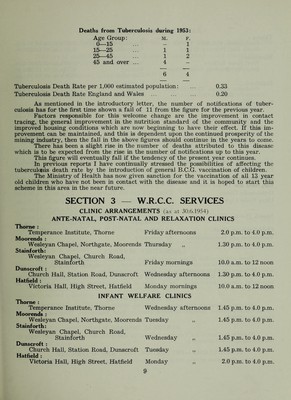 Deaths from Tuberculosis during 1953:
Age Group: M. F.
0—15 ... - 1
15—25 ... 1 1
25—45 ... 1 2
45 and over ... 4 -
6 4
Tuberculosis Death Rate per 1,000 estimated population: ... 0.33
Tuberculosis Death Rate England and Wales ... ... 0.20
As mentioned in the introductory letter, the number of notifications of tuber-
culosis has for the first time shown a fall of 11 from the figure for the previous year.
Factors responsible for this welcome change are the improvement in contact
tracing, the general improvement in the nutrition standard of the community and the
improved housing conditions which are now beginning to have their effect. If this im-
provement can be maintained, and this is dependent upon the continued prosperity of the
mining industry, then the fall in the above figures should continue in the years to come.
There has been a slight rise in the number of deaths attributed to this disease
which is to be expected from the rise in the number of notifications up to this year.
This figure will eventually fall if the tendency of the present year continues.
In previous reports I have continually stressed the possibilities of affecting the
tuberculosis death rate by the introduction of general B.C.G. vaccination of children.
The Ministry of Health has now given sanction for the vaccination of all 13 year
old children who have not been in contact with the disease and it is hoped to start this
scheme in this area in the near future.
SECTION 3 — W.R.C.C. SERVICES
CLINIC ARRANGEMENTS (as at 30/6/1954)
ANTE-NATAL, POST-NATAL AND RELAXATION CLINICS
Thorne :
Temperance Institute, Thorne Friday afternoons 2.0 p.m. to 4.0 p.m.
Moorends :
Wesleyan Chapel, Northgate, Moorends Thursday ,, 1.30 p.m. to 4.0 p.m.
Stainforth:
Wesleyan Chapel, Church Road,
Stainforth Friday mornings 10.0 a.m. to 12 noon
Dunscroft :
Church Hall, Station Road, Dunscroft Wednesday afternoons 1.30 p.m. to 4.0 p.m.
Hatfield :
Victoria Hall, High Street, Hatfield Monday mornings 10.0 a.m. to 12 noon
INFANT WELFARE CLINICS
Thorne :
Temperance Institute, Thorne Wednesday afternoons 1.45 p.m. to 4.0 p.m.
Moorends :
Wesleyan Chapel, Northgate, Moorends Tuesday ,, 1.45 p.m. to 4.0 p.m.
Stainforth:
Wesleyan Chapel, Church Road,
Stainforth Wednesday ,, 1.45 p.m. to 4.0 p.m.
Dunscroft :
Church Hall, Station Road, Dunscroft Tuesday ,, 1.45 p.m. to 4.0 p.m.
Hatfield :
Victoria Hall, High Street, Hatfield Monday ,, 2.0 p.m. to 4.0 p.m.
9